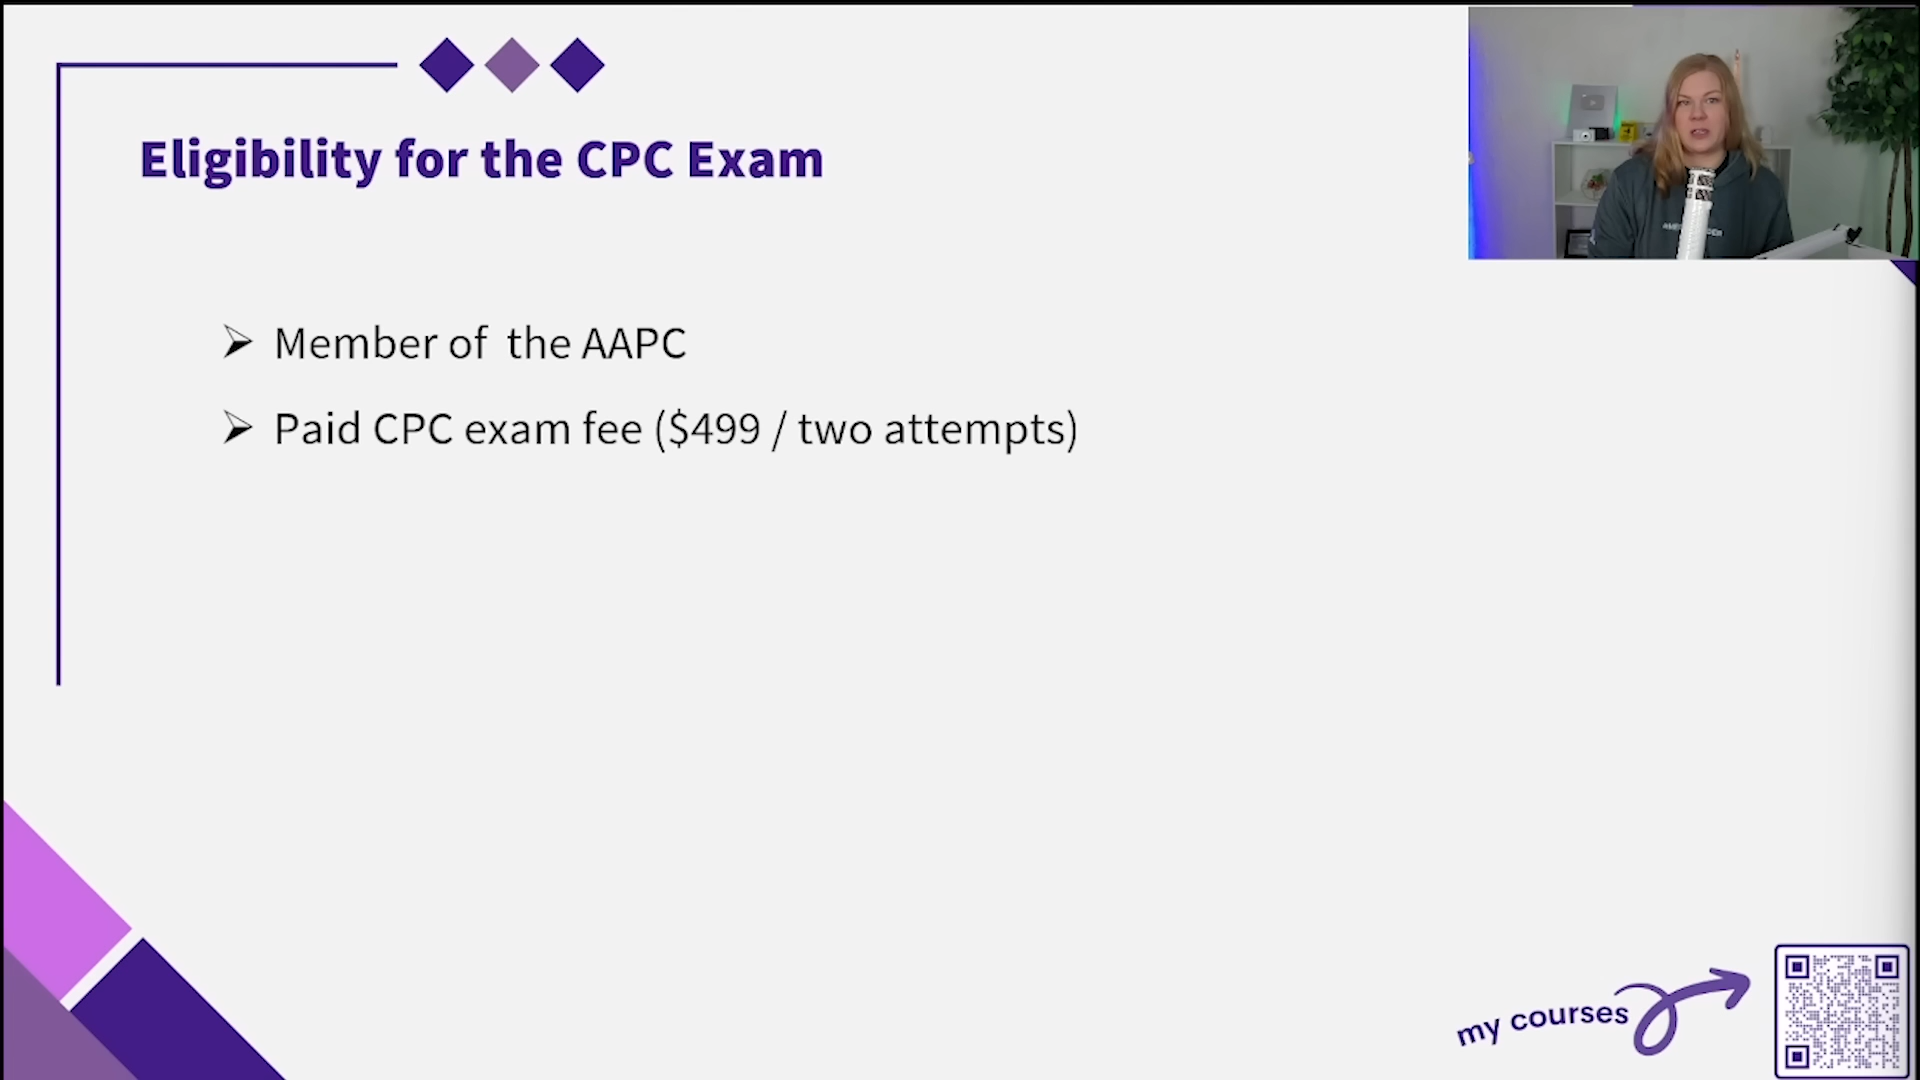 Eligibility for the CPC Exam
Member of the AAPC
Paid CPC exam fee ($499 / two attempts)
my courses